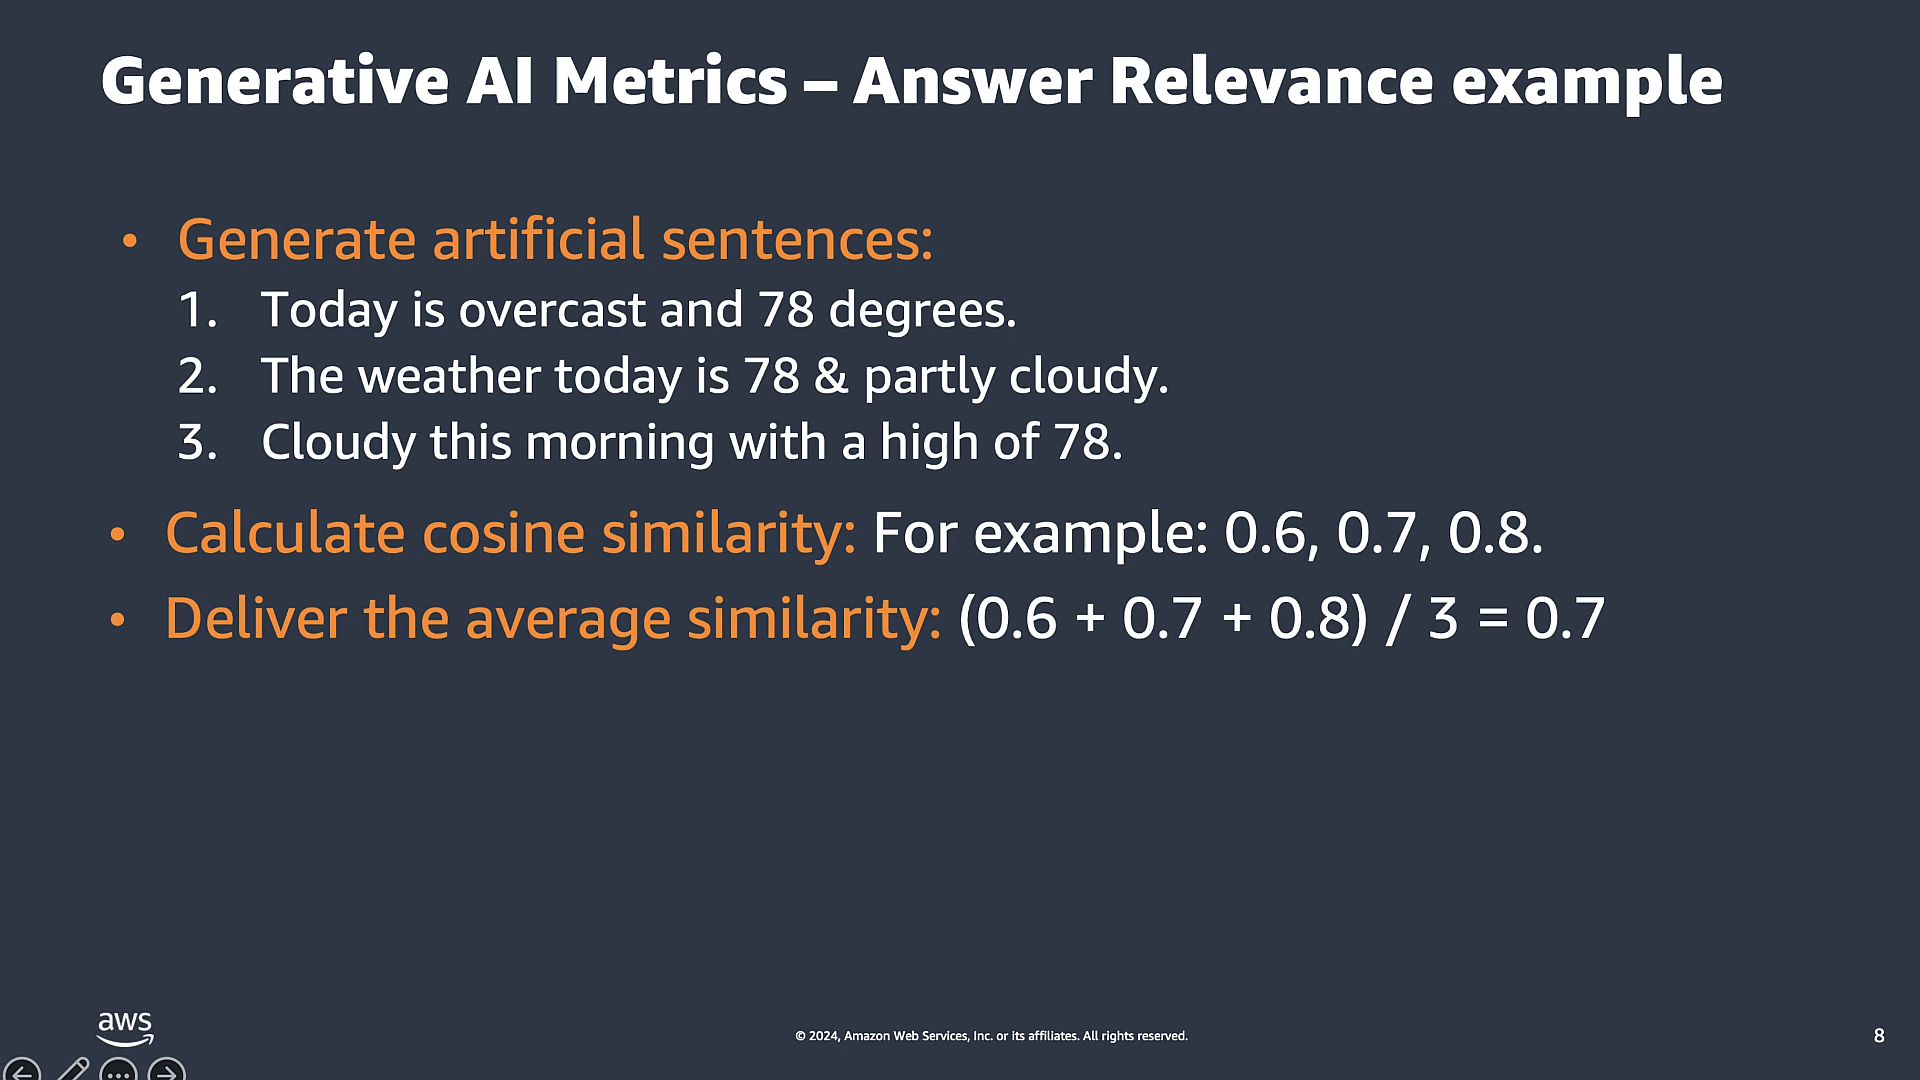 Generative AI Metrics – Answer Relevance example
• Generate artificial sentences:
1. Today is overcast and 78 degrees.
2. The weather today is 78 & partly cloudy.
3. Cloudy this morning with a high of 78.
• Calculate cosine similarity: For example: 0.6, 0.7, 0.8.
• Deliver the average similarity: (0.6 + 0.7 + 0.8) / 3 = 0.7
aws
© 2024, Amazon Web Services, Inc. or its affiliates. All rights reserved.
8